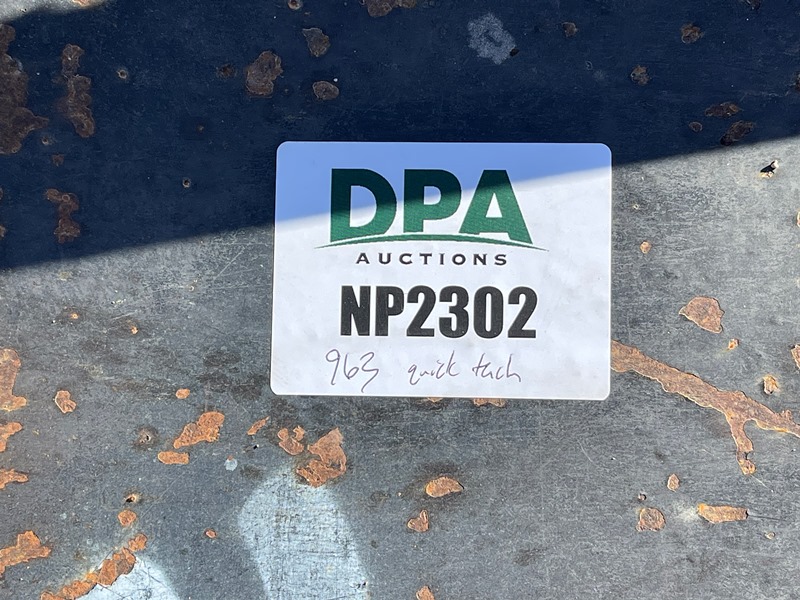 DPA
AUCTIONS
NP2302
963 quick tach